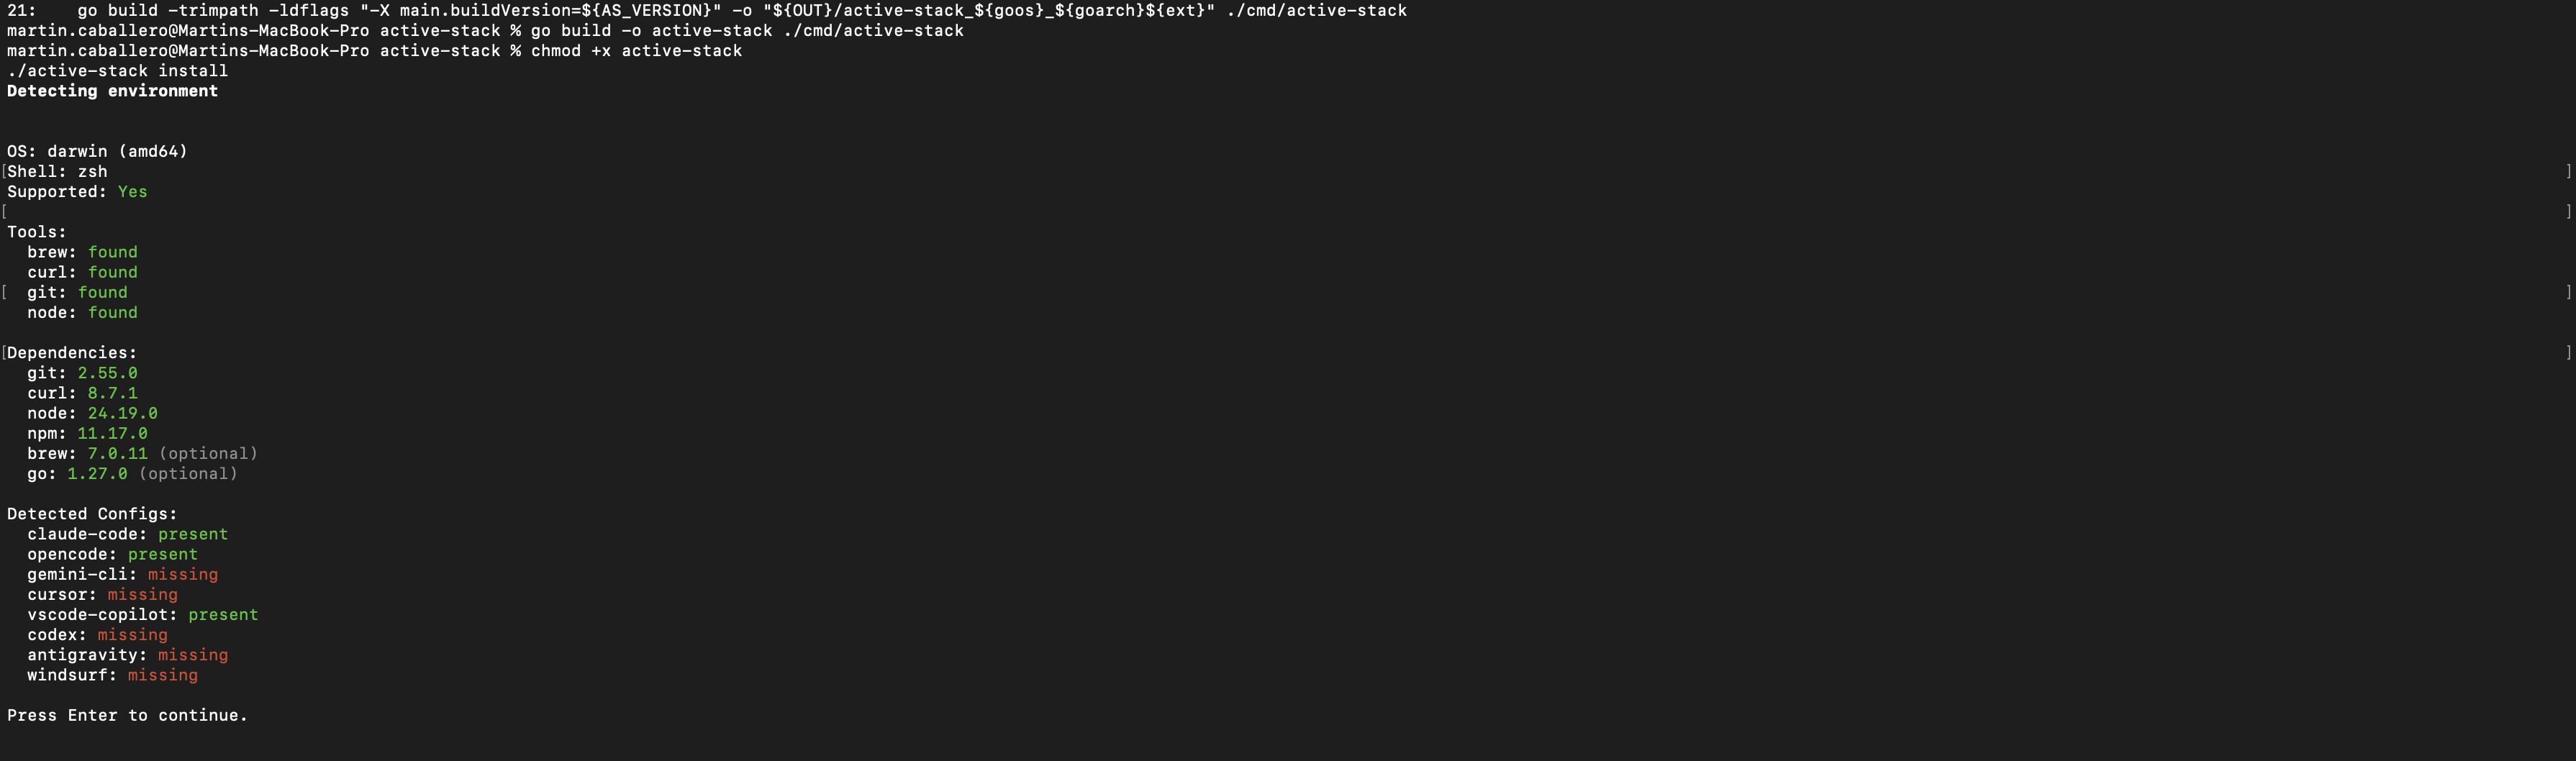 21:    go build -trimpath -ldflags "-X main.buildVersion=${AS_VERSION}" -o "${OUT}/active-stack_${goos}_${goarch}${ext}" ./cmd/active-stack
martin.caballero@Martins-MacBook-Pro active-stack % go build -o active-stack ./cmd/active-stack
martin.caballero@Martins-MacBook-Pro active-stack % chmod +x active-stack
./active-stack install
Detecting environment
OS: darwin (amd64)
[Shell: zsh ]
Supported: Yes
[ ]
Tools:
  brew: found
  curl: found
[ git: found ]
  node: found
[Dependencies: ]
  git: 2.55.0
  curl: 8.7.1
  node: 24.19.0
  npm: 11.17.0
  brew: 7.0.11 (optional)
  go: 1.27.0 (optional)
Detected Configs:
  claude-code: present
  opencode: present
  gemini-cli: missing
  cursor: missing
  vscode-copilot: present
  codex: missing
  antigravity: missing
  windsurf: missing
Press Enter to continue.